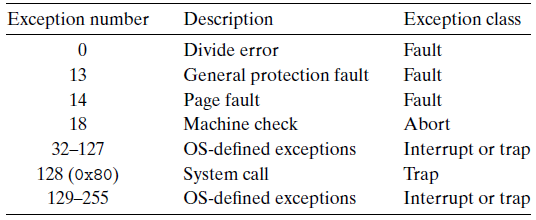 Exception number Description Exception class
0 Divide error Fault
13 General protection fault Fault
14 Page fault Fault
18 Machine check Abort
32–127 OS-defined exceptions Interrupt or trap
128 (0x80) System call Trap
129–255 OS-defined exceptions Interrupt or trap